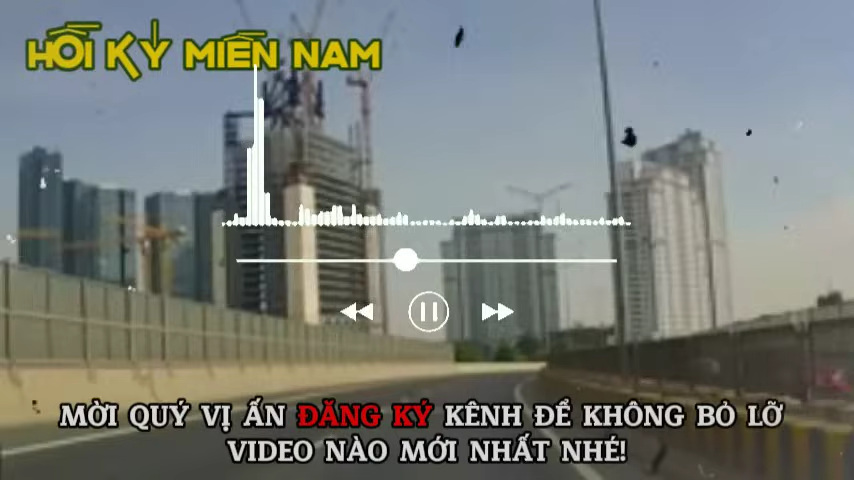 HỒI KÝ MIỀN NAM
MỜI QUÝ VỊ ẤN ĐĂNG KÝ KÊNH ĐỂ KHÔNG BỎ LỠ
VIDEO NÀO MỚI NHẤT NHÉ!